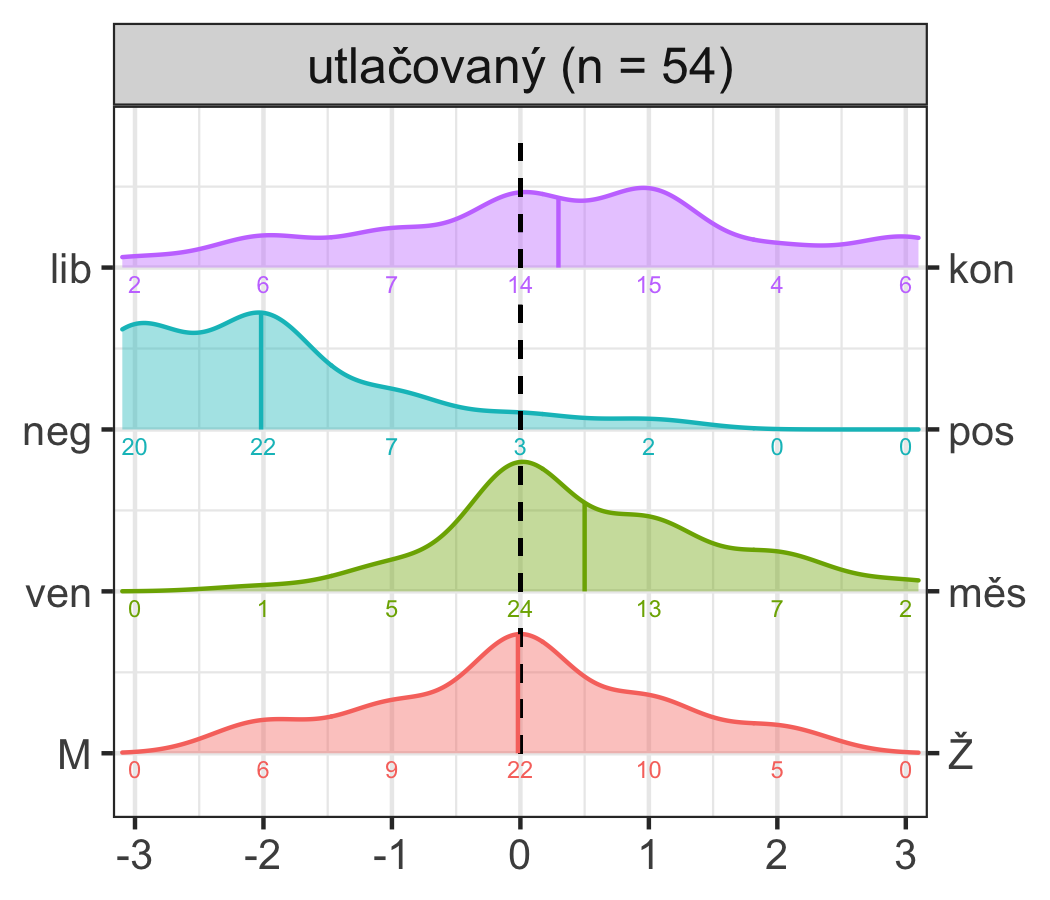 utlačovaný (n = 54)
lib kon
2 6 7 14 15 4 6
neg pos
20 22 7 3 2 0 0
ven měs
0 1 5 24 13 7 2
M Ž
0 6 9 22 10 5 0
-3 -2 -1 0 1 2 3